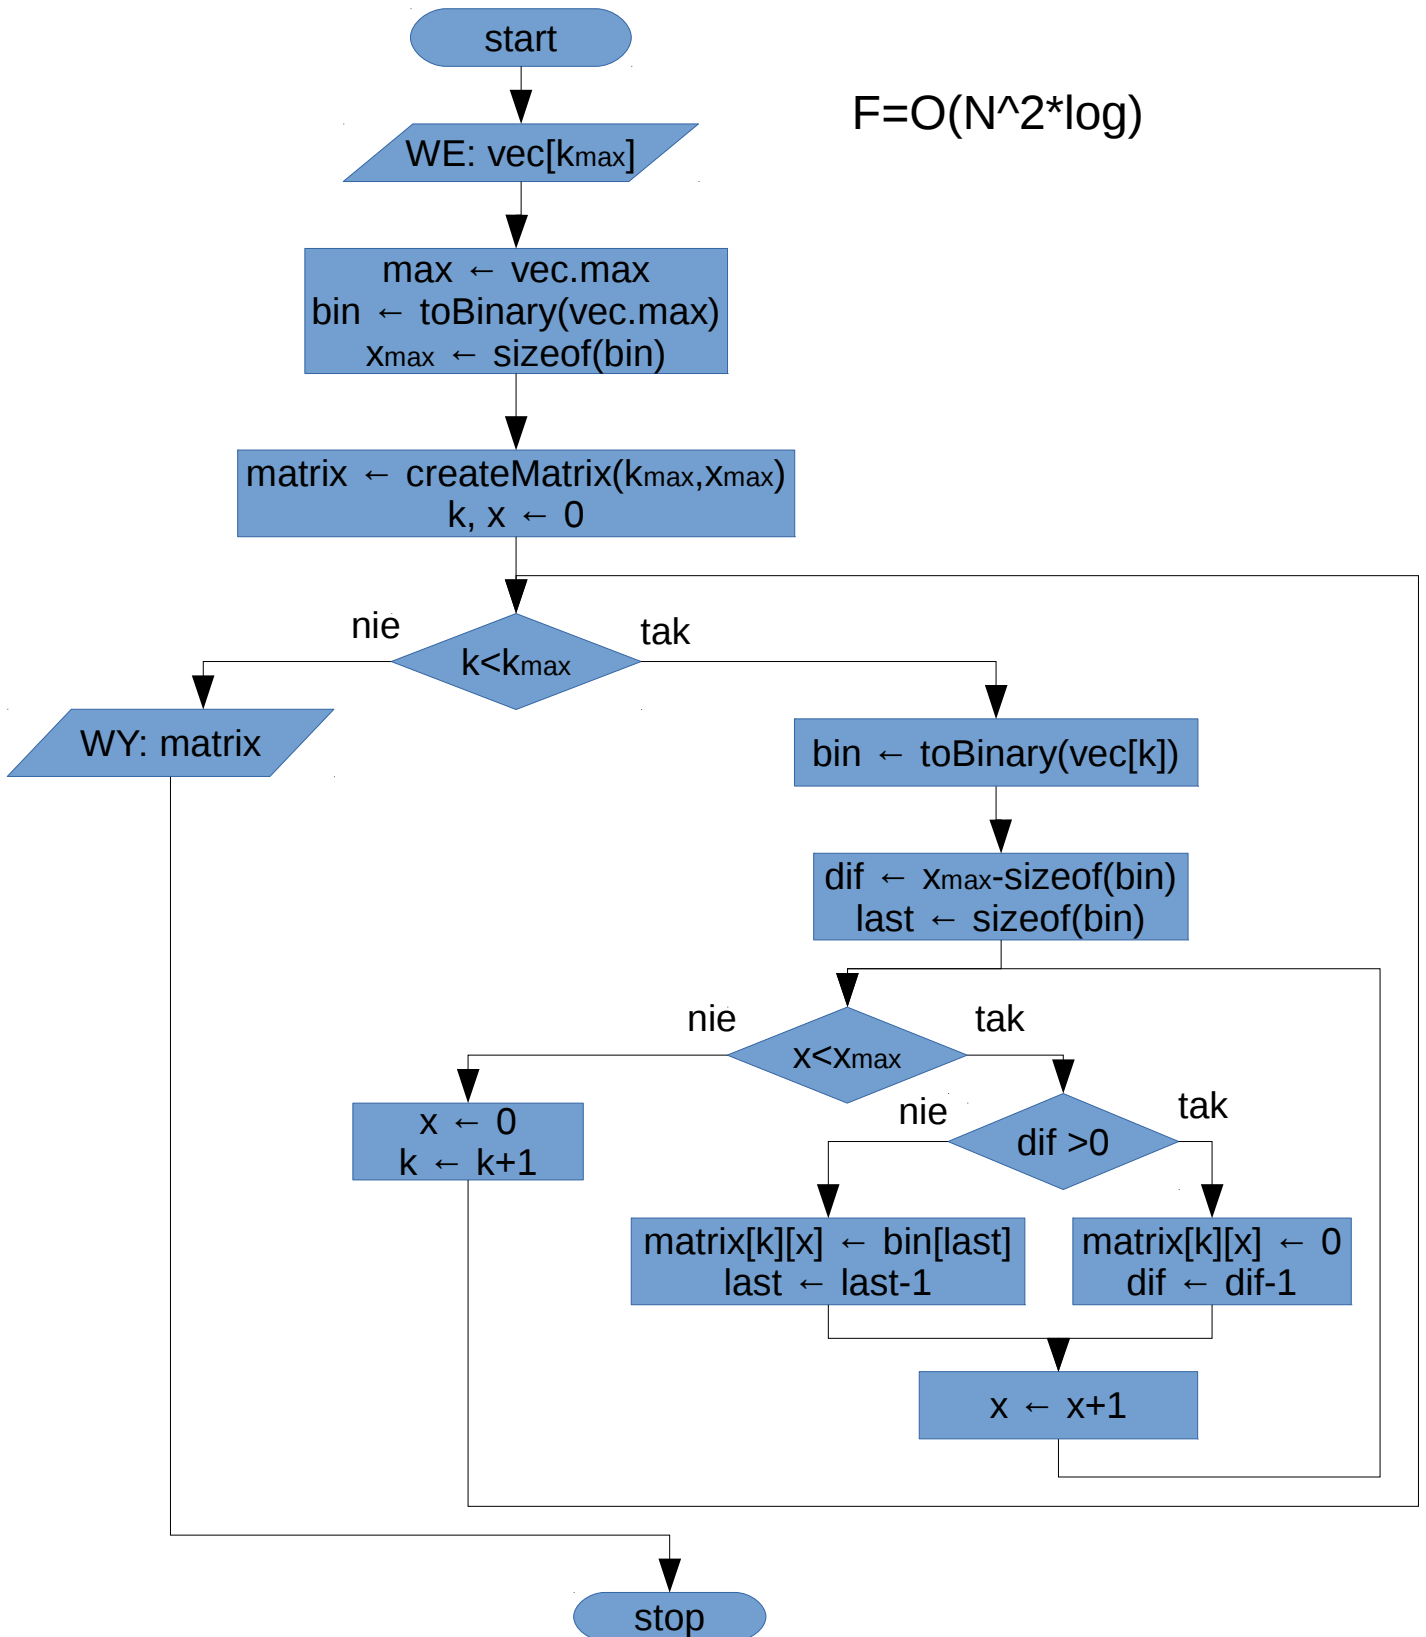 start
F=O(N^2*log)
WE: vec[kmax]
max ← vec.max
bin ← toBinary(vec.max)
xmax ← sizeof(bin)
matrix ← createMatrix(kmax,xmax)
k, x ← 0
nie
tak
k<kmax
WY: matrix
bin ← toBinary(vec[k])
dif ← xmax-sizeof(bin)
last ← sizeof(bin)
nie
tak
x<xmax
nie
tak
x ← 0
k ← k+1
dif >0
matrix[k][x] ← bin[last]
last ← last-1
matrix[k][x] ← 0
dif ← dif-1
x ← x+1
stop